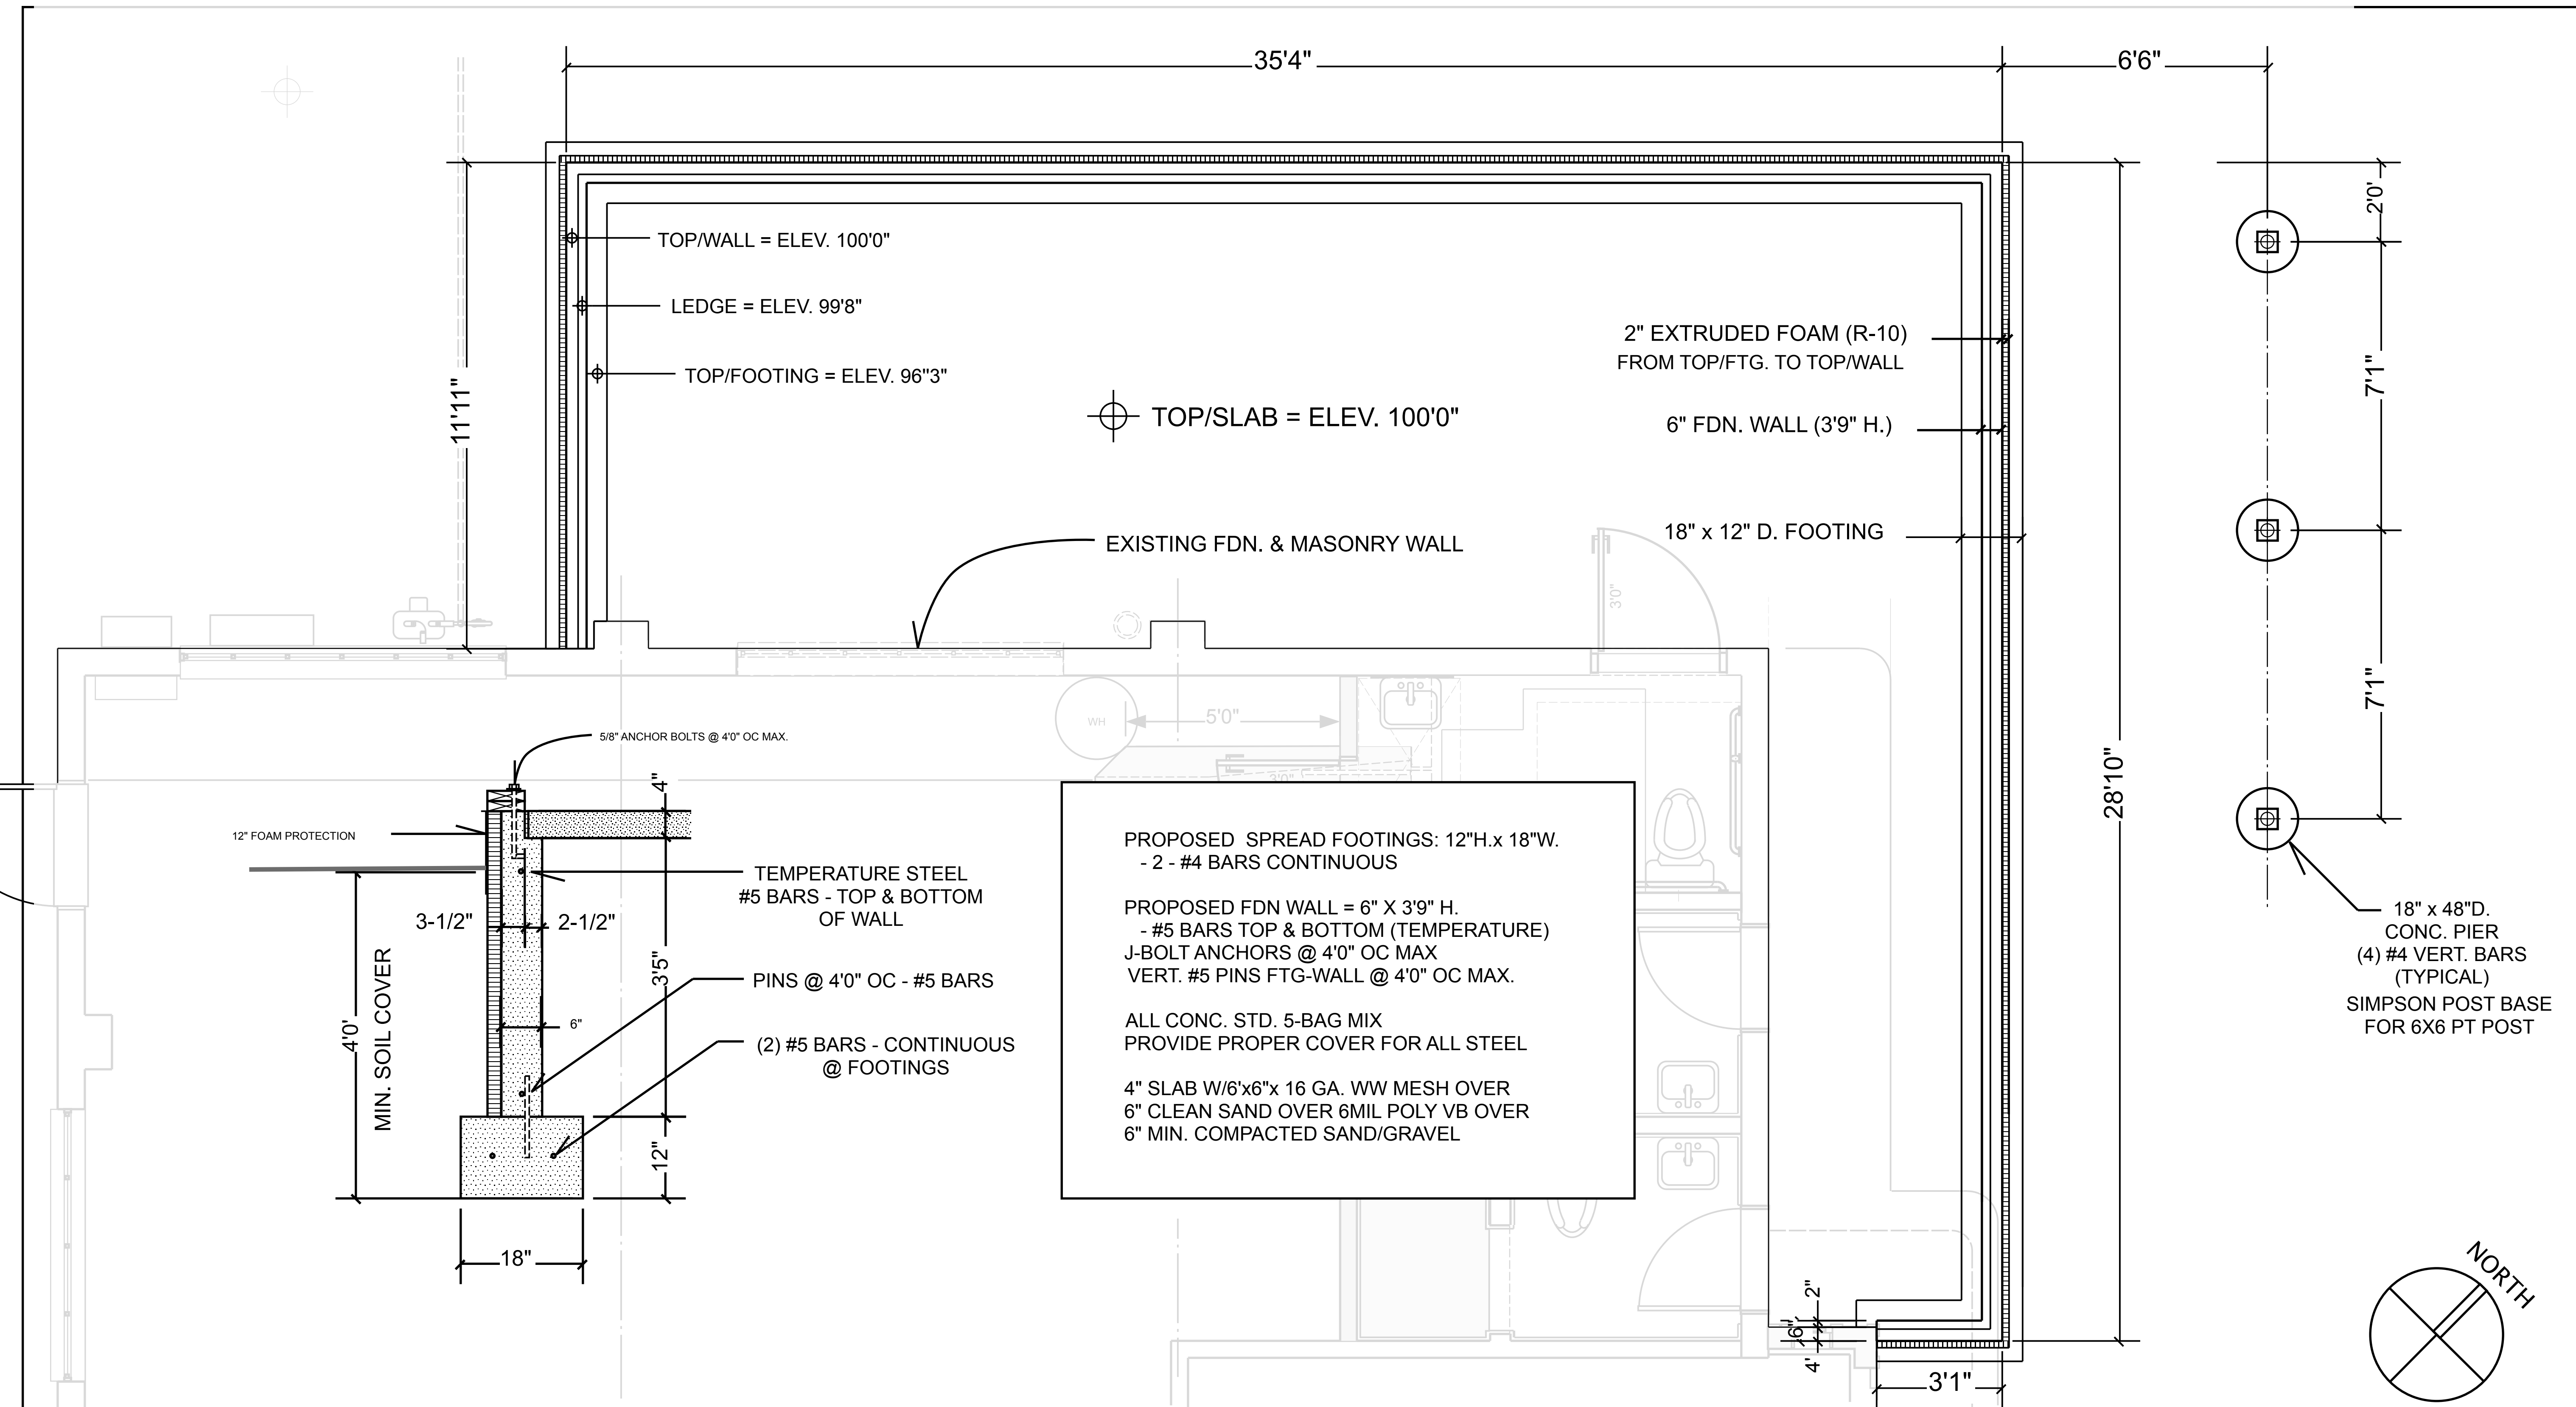 35'4"
6'6"
2'0'
11'11"
TOP/WALL = ELEV. 100'0"
LEDGE = ELEV. 99'8"
TOP/FOOTING = ELEV. 96"3"
TOP/SLAB = ELEV. 100'0"
2" EXTRUDED FOAM (R-10)
FROM TOP/FTG. TO TOP/WALL
6" FDN. WALL (3'9" H.)
18" x 12" D. FOOTING
7'1"
EXISTING FDN. & MASONRY WALL
3'0"
7'1"
WH
5'0"
3'0"
28'10"
5/8" ANCHOR BOLTS @ 4'0" OC MAX.
4"
12" FOAM PROTECTION
TEMPERATURE STEEL
#5 BARS - TOP & BOTTOM
OF WALL
3-1/2"
2-1/2"
3'5"
PINS @ 4'0" OC - #5 BARS
6"
4'0'
MIN. SOIL COVER
(2) #5 BARS - CONTINUOUS
@ FOOTINGS
12"
18"
PROPOSED SPREAD FOOTINGS: 12"H.x 18"W.
- 2 - #4 BARS CONTINUOUS
PROPOSED FDN WALL = 6" X 3'9" H.
- #5 BARS TOP & BOTTOM (TEMPERATURE)
J-BOLT ANCHORS @ 4'0" OC MAX
VERT. #5 PINS FTG-WALL @ 4'0" OC MAX.
ALL CONC. STD. 5-BAG MIX
PROVIDE PROPER COVER FOR ALL STEEL
4" SLAB W/6'x6"x 16 GA. WW MESH OVER
6" CLEAN SAND OVER 6MIL POLY VB OVER
6" MIN. COMPACTED SAND/GRAVEL
18" x 48"D.
CONC. PIER
(4) #4 VERT. BARS
(TYPICAL)
SIMPSON POST BASE
FOR 6X6 PT POST
2"
6"
4'
3'1"
NORTH